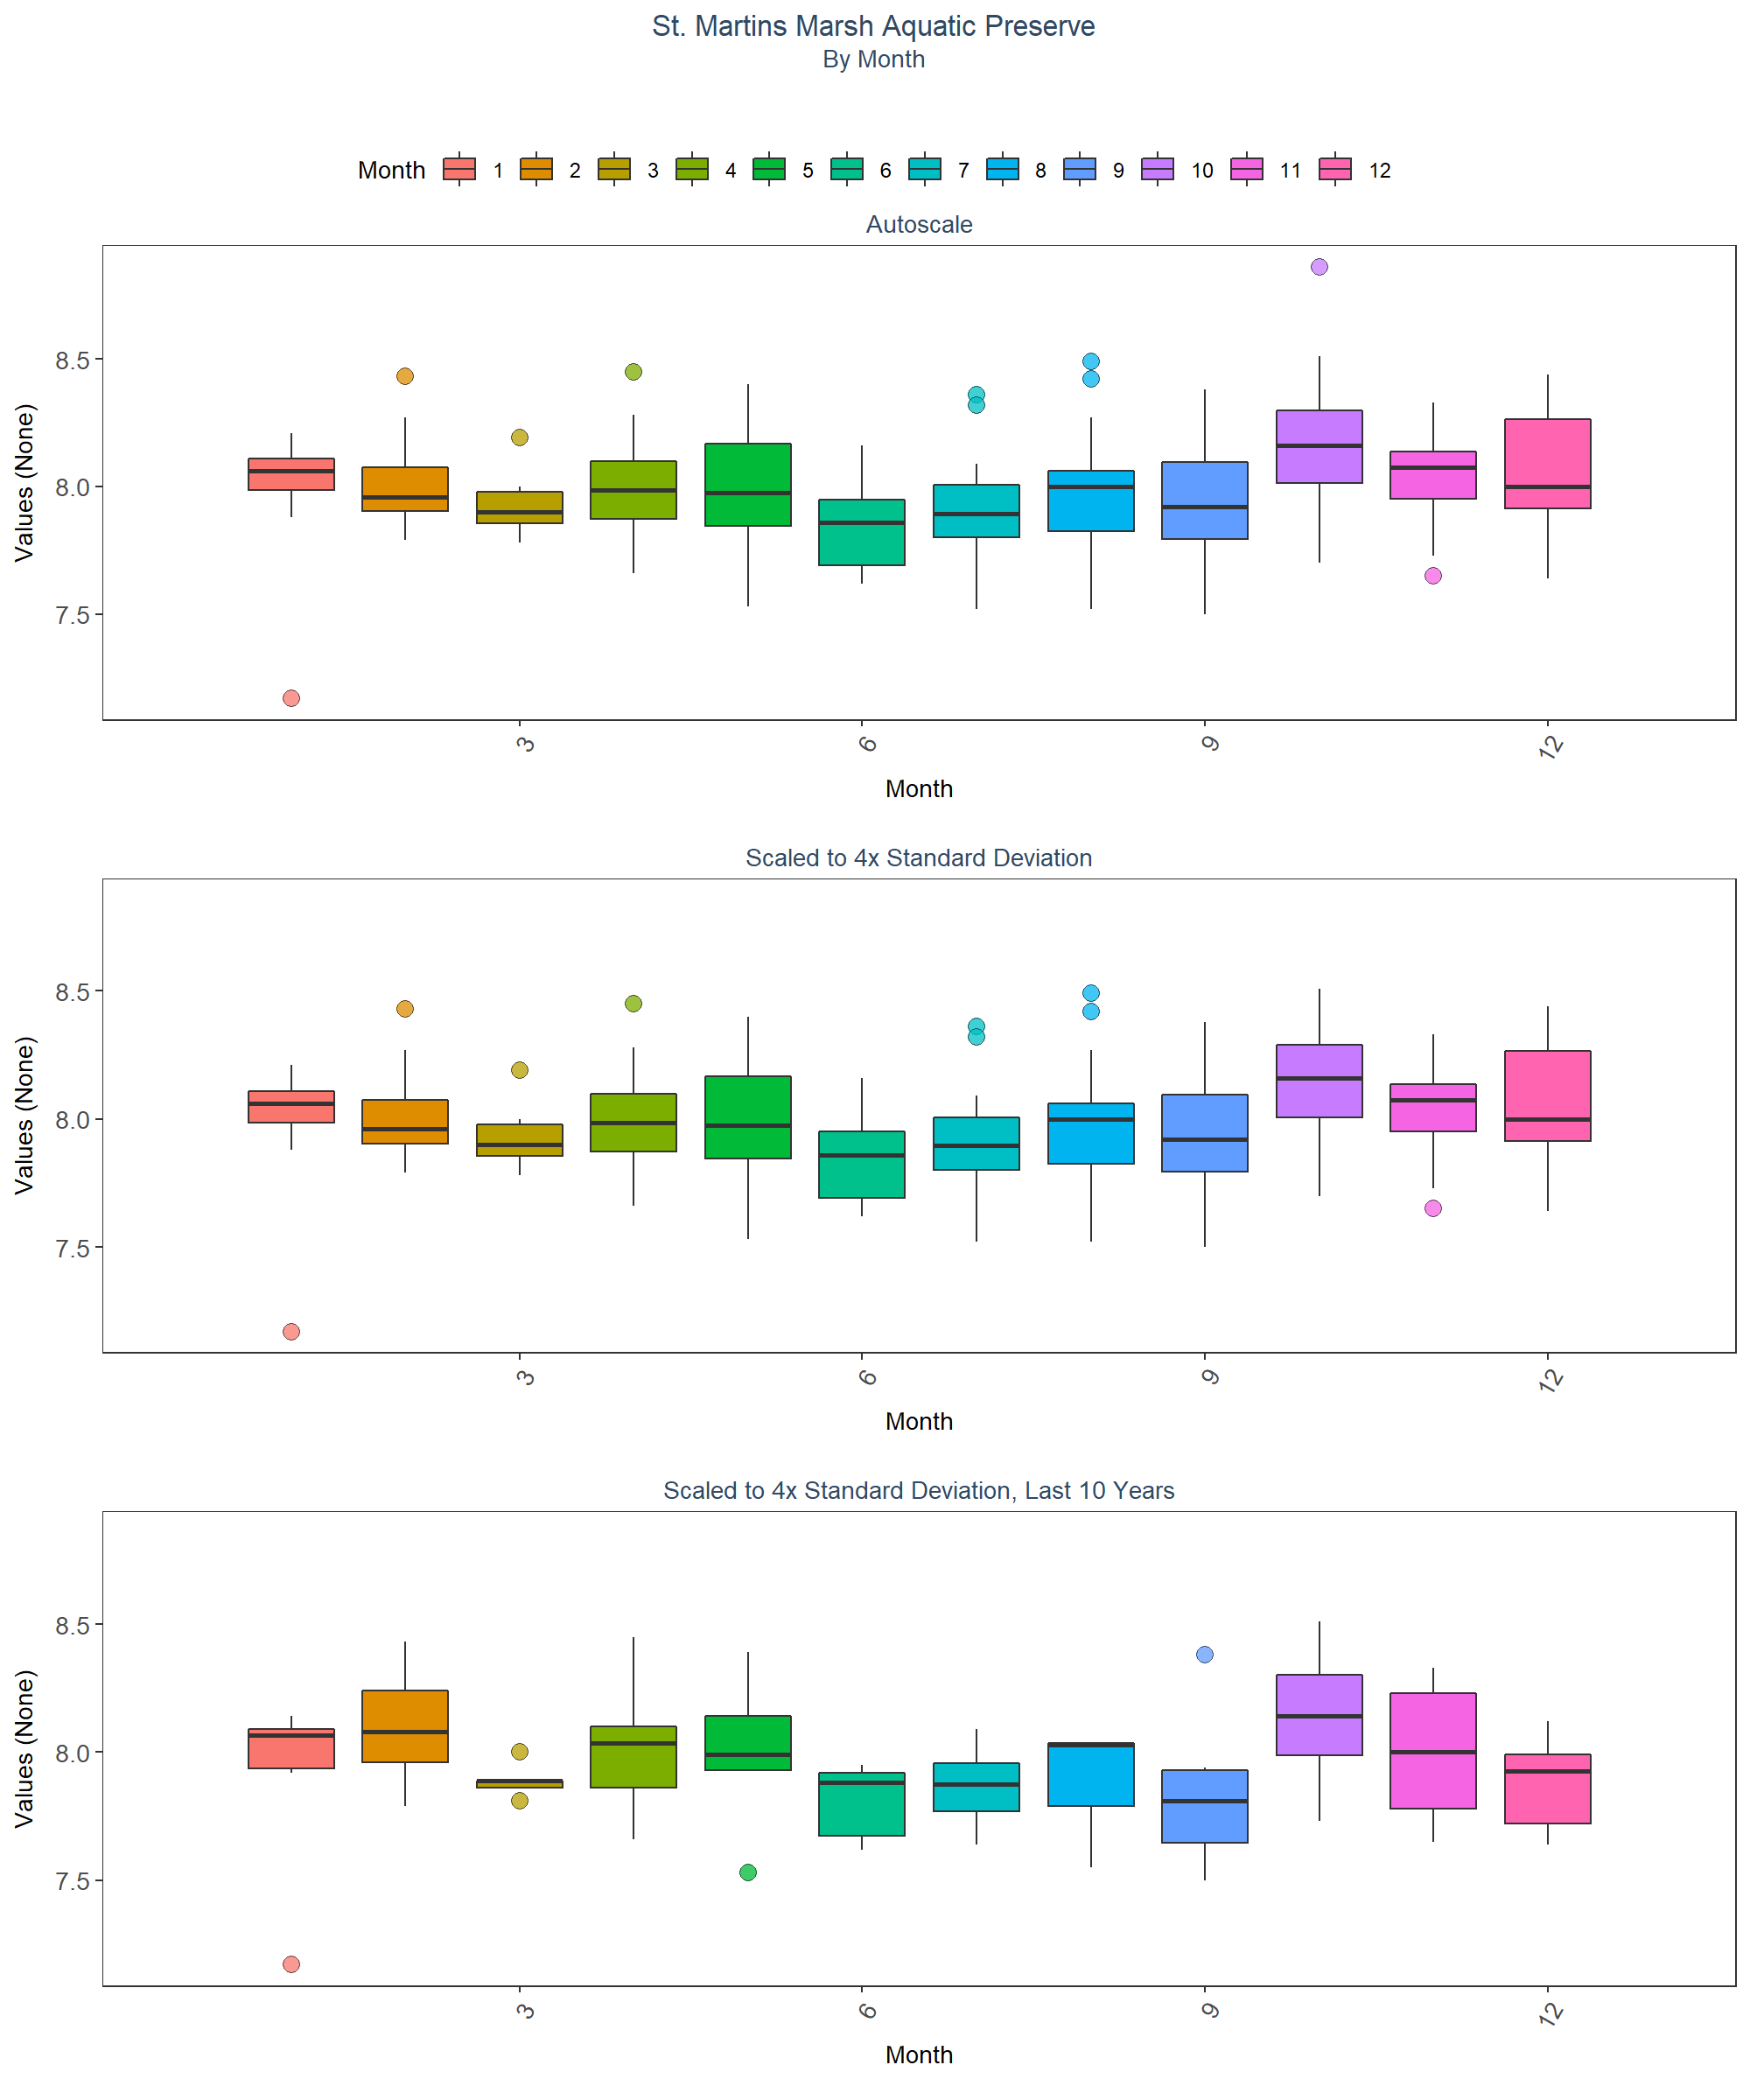 St. Martins Marsh Aquatic Preserve
By Month
Month 1 2 3 4 5 6 7 8 9 10 11 12
Autoscale
Values (None)
8.5
8.0
7.5
3 6 9 12
Month
Scaled to 4x Standard Deviation
Values (None)
8.5
8.0
7.5
3 6 9 12
Month
Scaled to 4x Standard Deviation, Last 10 Years
Values (None)
8.5
8.0
7.5
3 6 9 12
Month